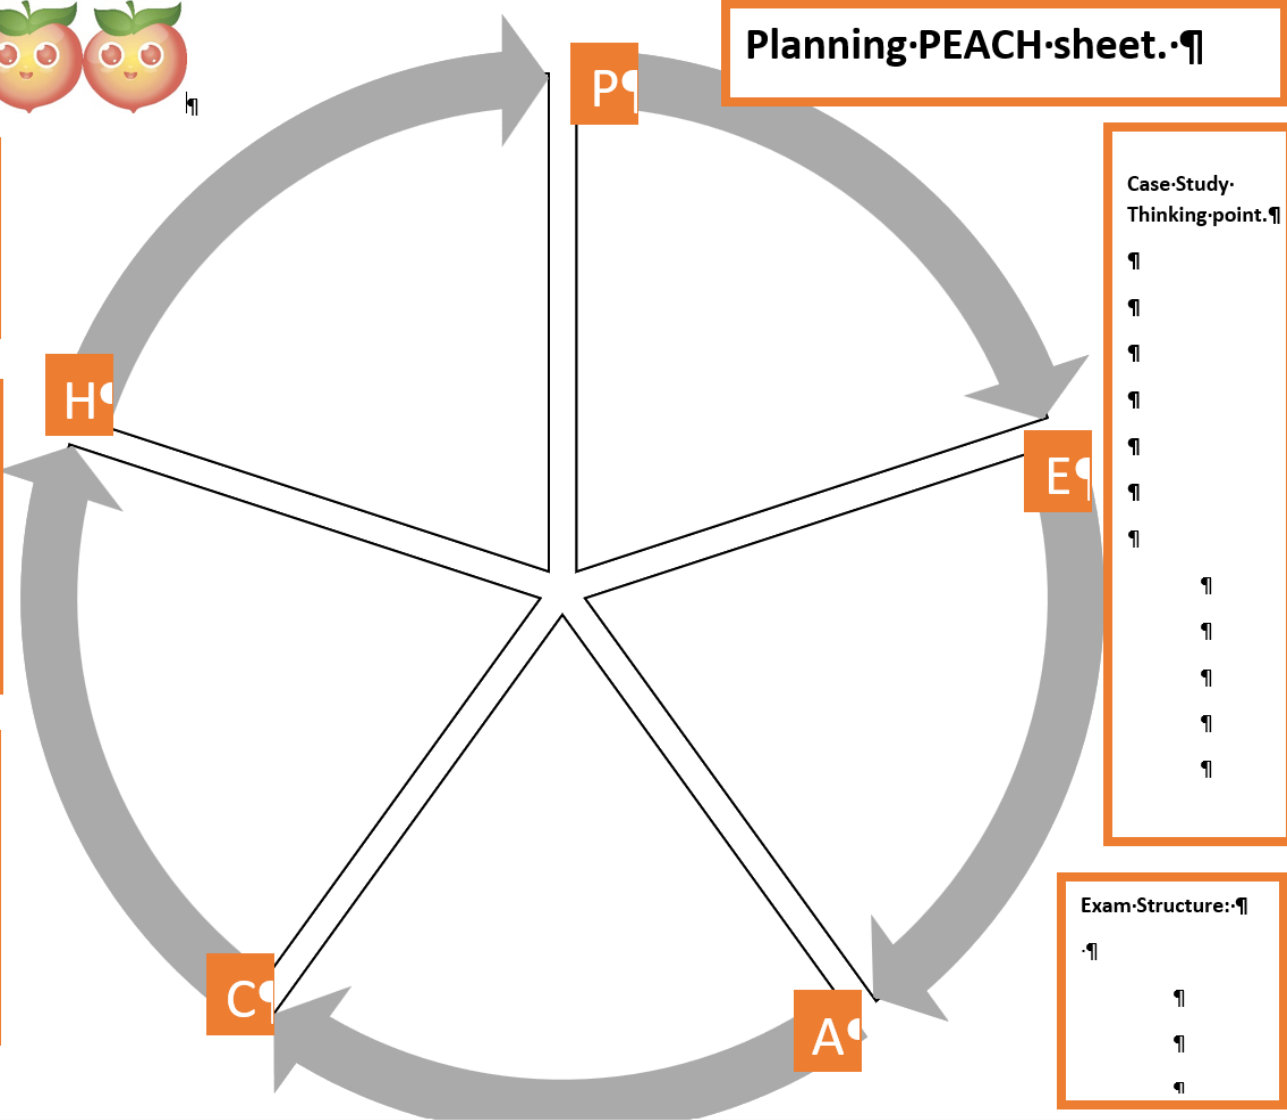 Planning·PEACH·sheet.·¶
¶
P¶
Case·Study·
Thinking·point.¶
¶
¶
¶
¶
¶
¶
¶
¶
¶
¶
¶
¶
H¶
E¶
Exam·Structure:·¶
·¶
¶
¶
¶
C¶
A¶